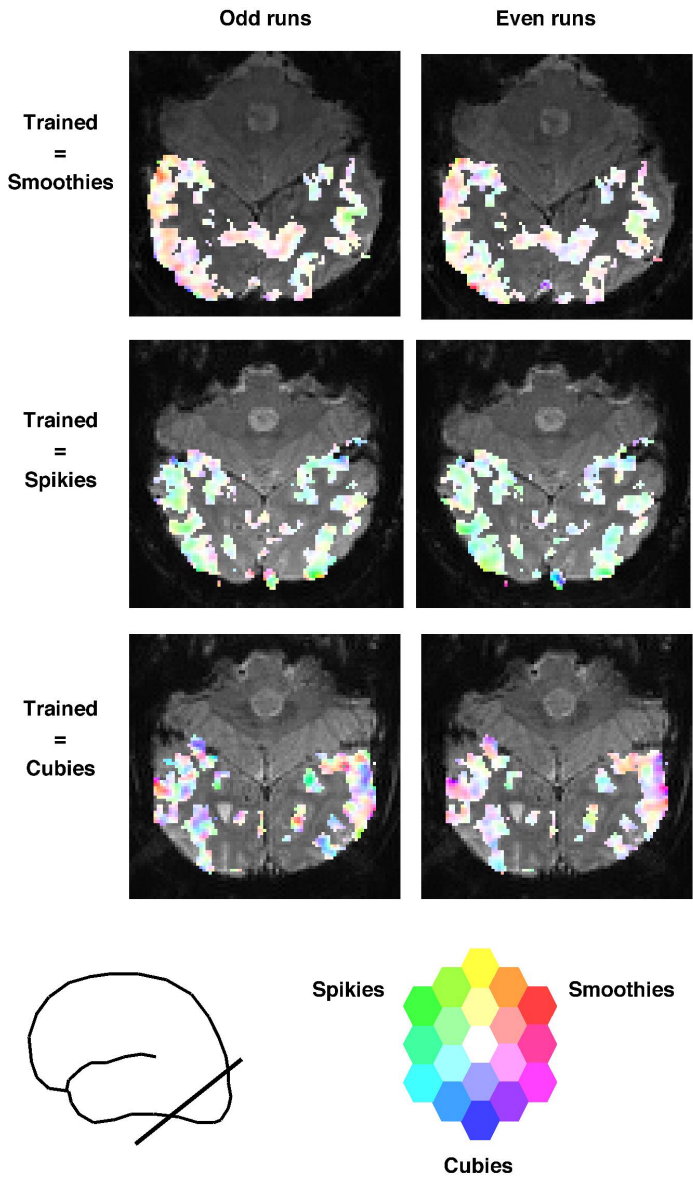 Odd runs
Even runs
Trained
=
Smoothies
Trained
=
Spikies
Trained
=
Cubies
Spikies
Smoothies
Cubies